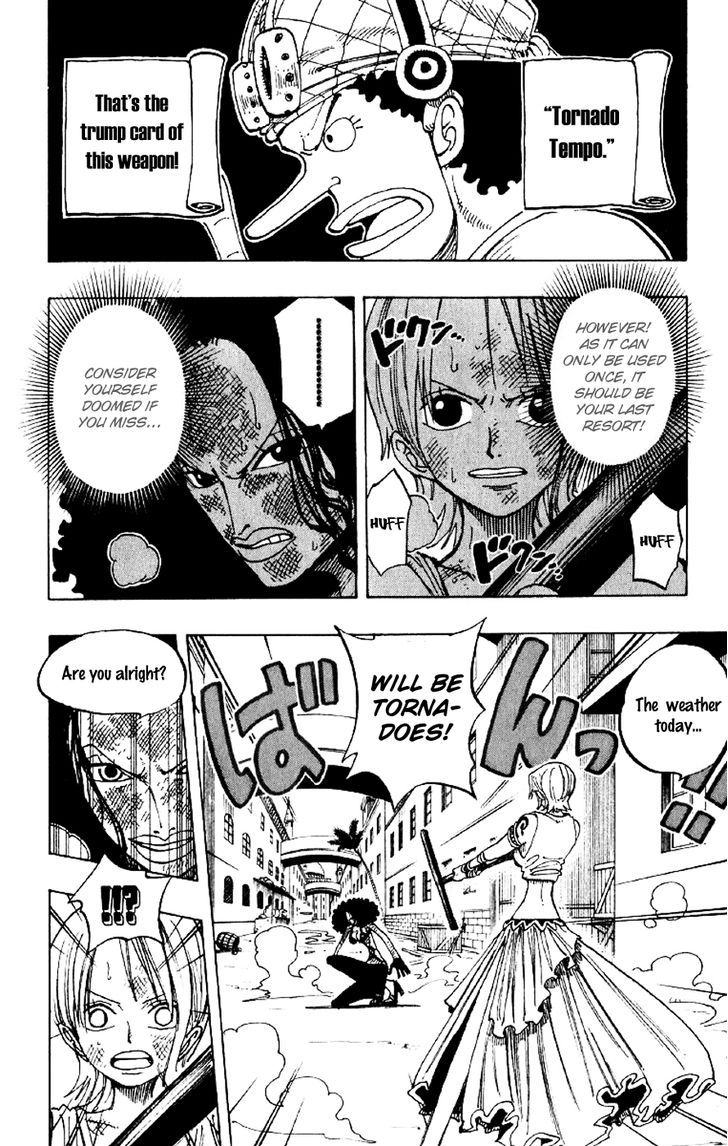 “Tornado
Tempo.”
That’s the
trump card of
this weapon!
HOWEVER!
AS IT CAN
ONLY BE USED
ONCE, IT
SHOULD BE
YOUR LAST
RESORT!
ドクン…
HUFF
HUFF
ドクン…
…………
CONSIDER
YOURSELF
DOOMED IF
YOU MISS...
The weather
today...
WILL BE
TORNA-
DOES!
ばんっ!!
Are you alright?
!!!?